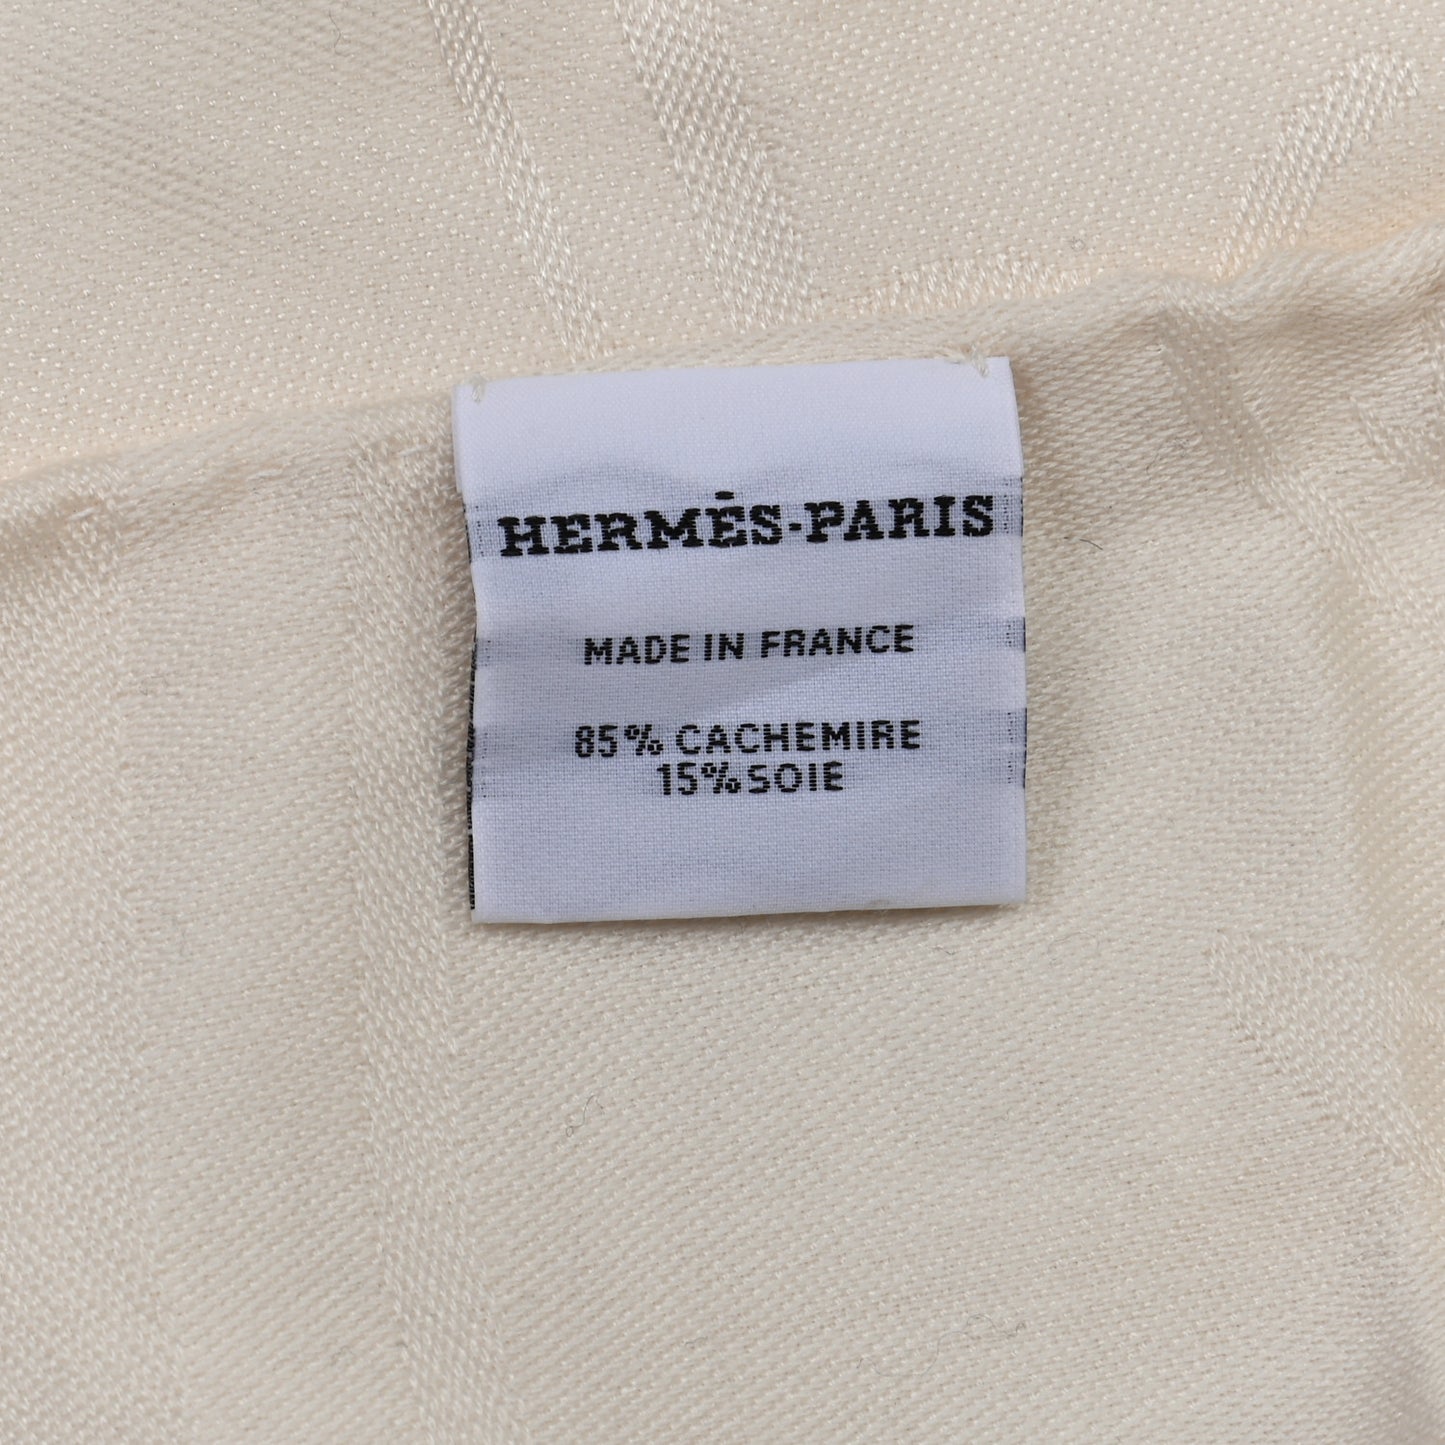 HERMÈS-PARIS
MADE IN FRANCE
85% CACHEMIRE
15% SOIE